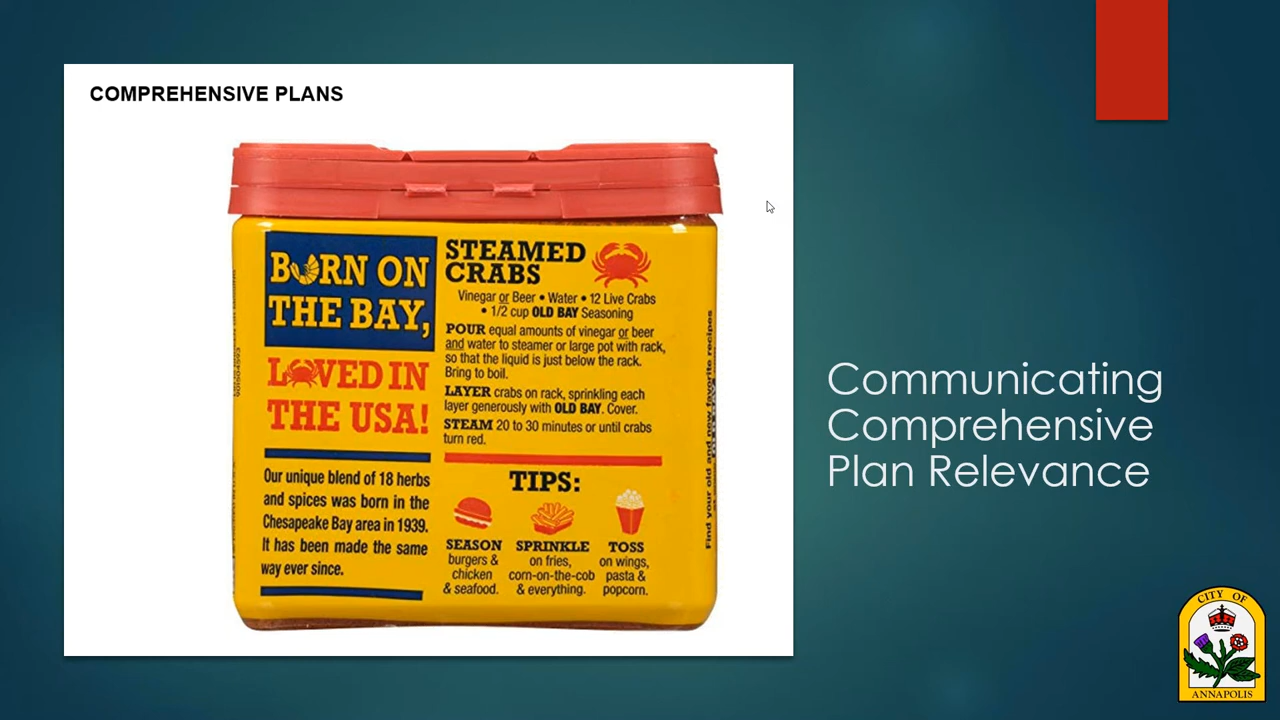 COMPREHENSIVE PLANS
BORN ON
THE BAY,
LOVED IN
THE USA!
Our unique blend of 18 herbs
and spices was born in the
Chesapeake Bay area in 1939.
It has been made the same
way ever since.
STEAMED
CRABS
Vinegar or Beer • Water • 12 Live Crabs
• 1/2 cup OLD BAY Seasoning
POUR equal amounts of vinegar or beer
and water to steamer or large pot with rack,
so that the liquid is just below the rack.
Bring to boil.
LAYER crabs on rack, sprinkling each
layer generously with OLD BAY. Cover.
STEAM 20 to 30 minutes or until crabs
turn red.
TIPS:
SEASON
burgers &
chicken
& seafood.
SPRINKLE
on fries,
corn-on-the-cob
& everything.
TOSS
on wings,
pasta &
popcorn.
Find your old and new favorite recipes
Communicating
Comprehensive
Plan Relevance
CITY OF
ANNAPOLIS